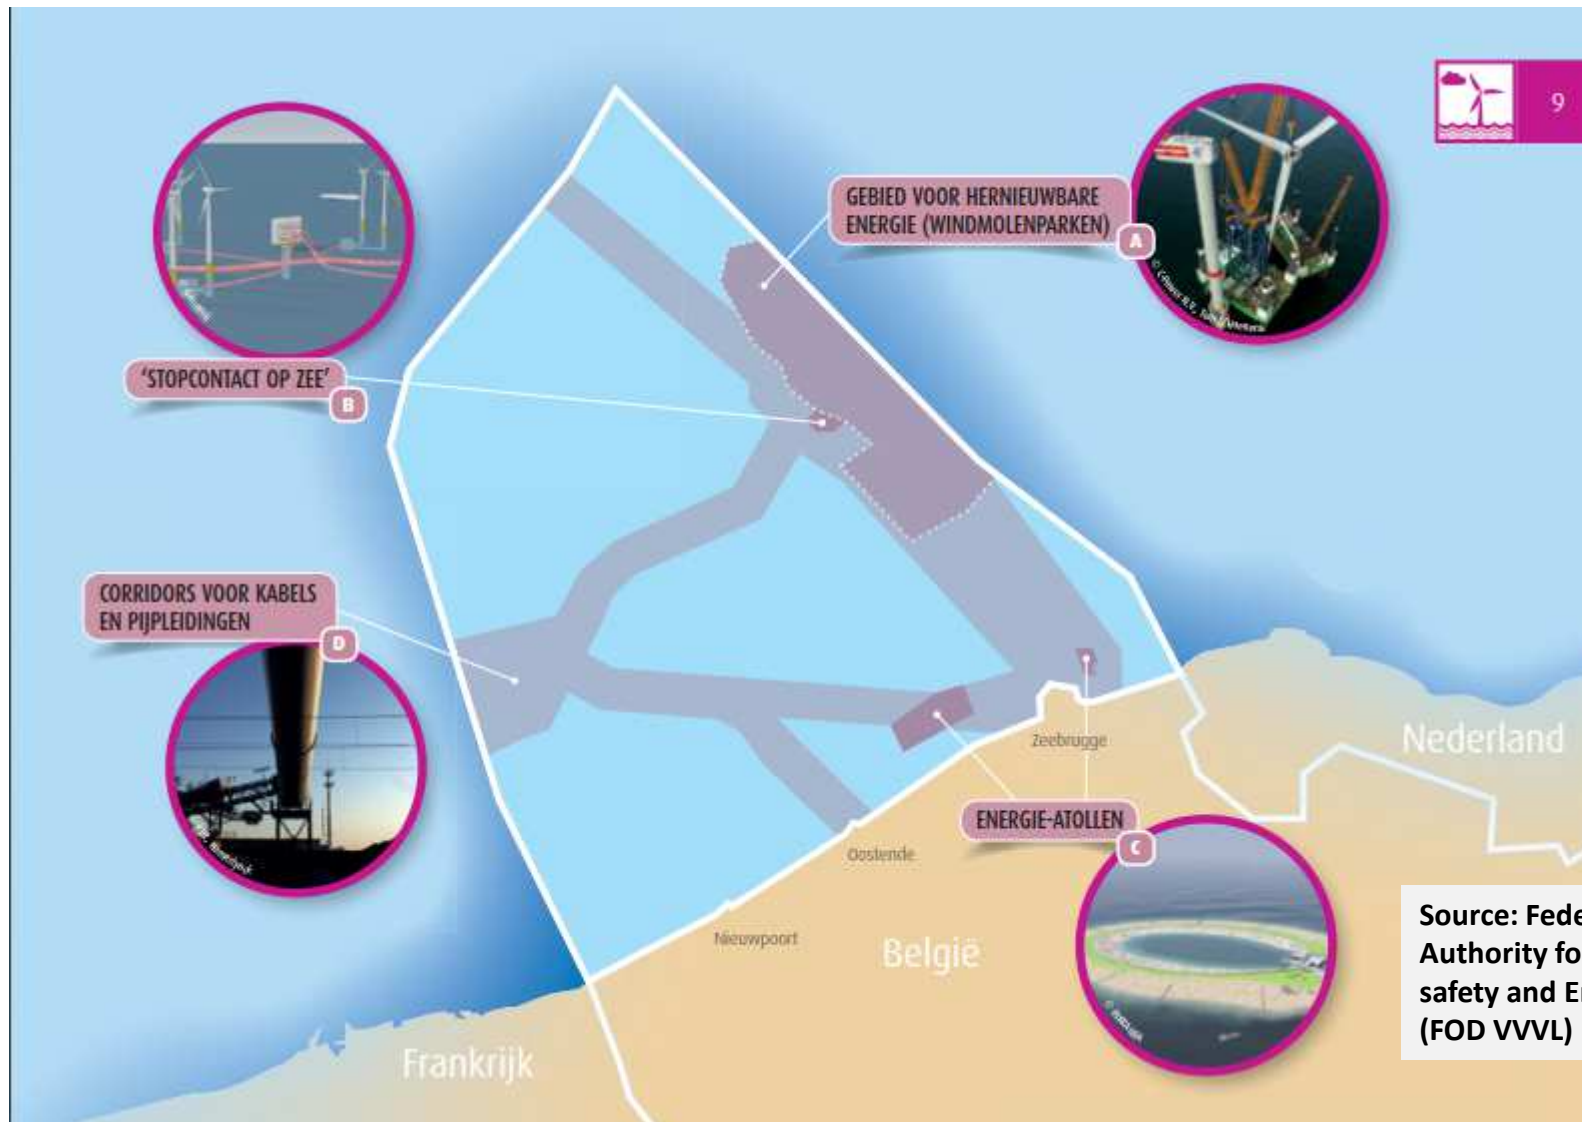 9
GEBIED VOOR HERNIEUWBARE
ENERGIE (WINDMOLENPARKEN)
A
© C-Power N.V.,
'STOPCONTACT OP ZEE'
B
CORRIDORS VOOR KABELS
EN PIJPLEIDINGEN
D
Zeebrugge
Nederland
ENERGIE-ATOLLEN
C
Oostende
Nieuwpoort
België
Frankrijk
Source: Fede
Authority fo
safety and E
(FOD VVVL)